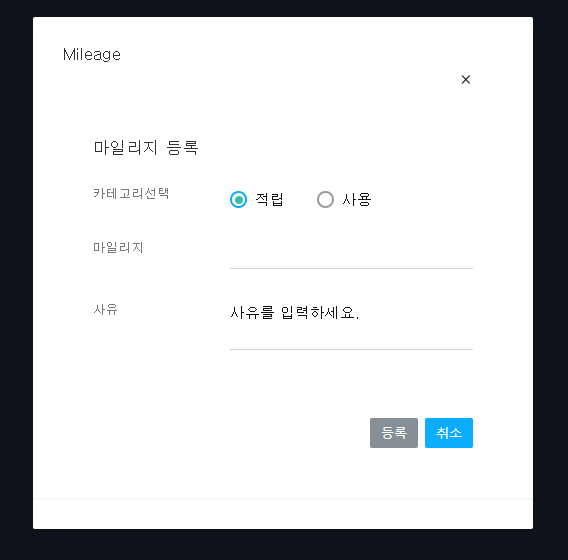 Mileage
×
마일리지 등록
카테고리선택
적립 사용
마일리지
사유
사유를 입력하세요.
등록 취소